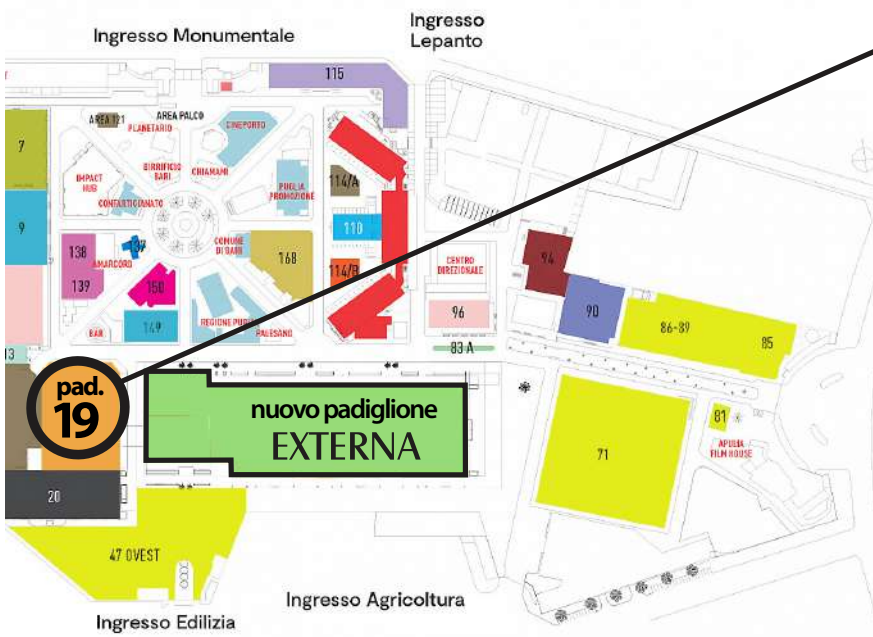 Ingresso Monumentale
Ingresso
Lepanto
115
AREA 121
AREA PALCO
PLANETARIO
CINEPORTO
7
BIRRIFICIO
BARI
CHIAMAMI
IMPACT
HUB
CONFARTIGIANATO
PUGLIA
PROMOZIONE
114/A
9
110
137
COMUNE
DI BARI
138
AMARCORD
139
168
114/B
CENTRO
DIREZIONALE
94
150
149
BAR
REGIONE PUGLIA
PALESANO
96
90
86-89
85
13
83 A
pad.
19
nuovo padiglione
EXTERNA
81
APULIA
FILM HOUSE
71
20
47 OVEST
Ingresso Agricoltura
Ingresso Edilizia